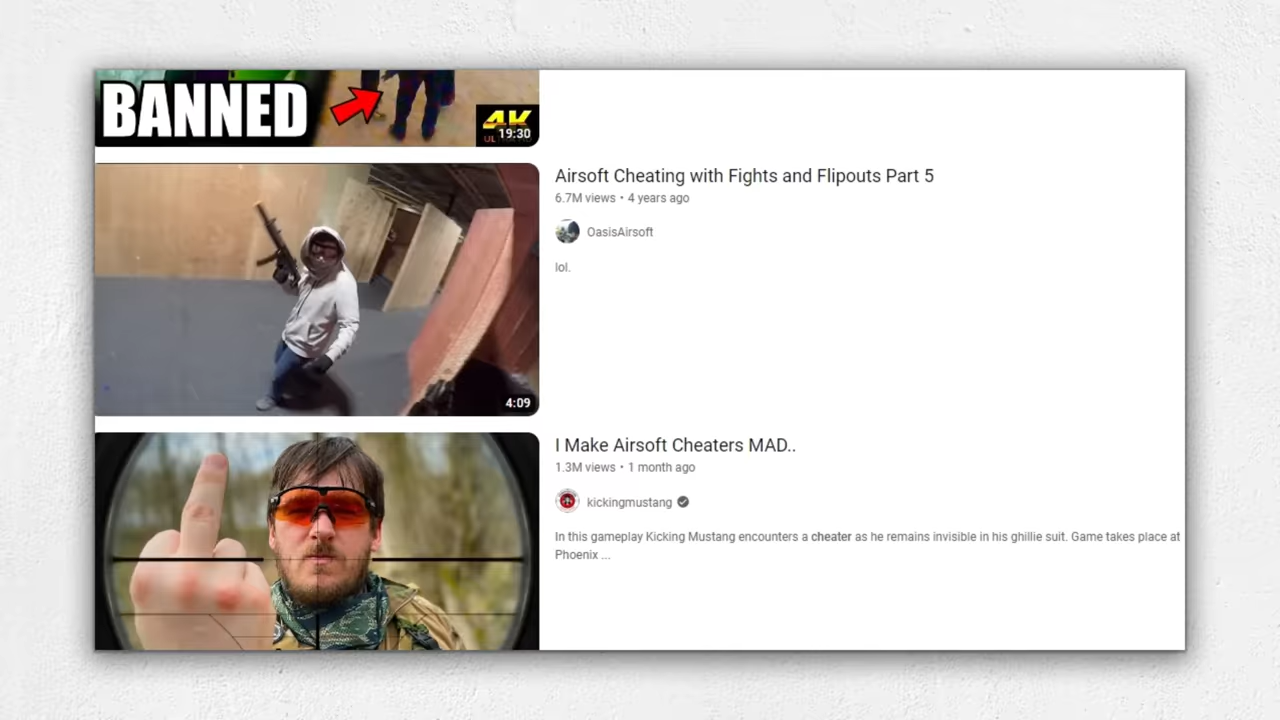 BANNED
4K
19:30
Airsoft Cheating with Fights and Flipouts Part 5
6.7M views • 4 years ago
OasisAirsoft
lol.
4:09
I Make Airsoft Cheaters MAD..
1.3M views • 1 month ago
kickingmustang
In this gameplay Kicking Mustang encounters a cheater as he remains invisible in his ghillie suit. Game takes place at
Phoenix ...